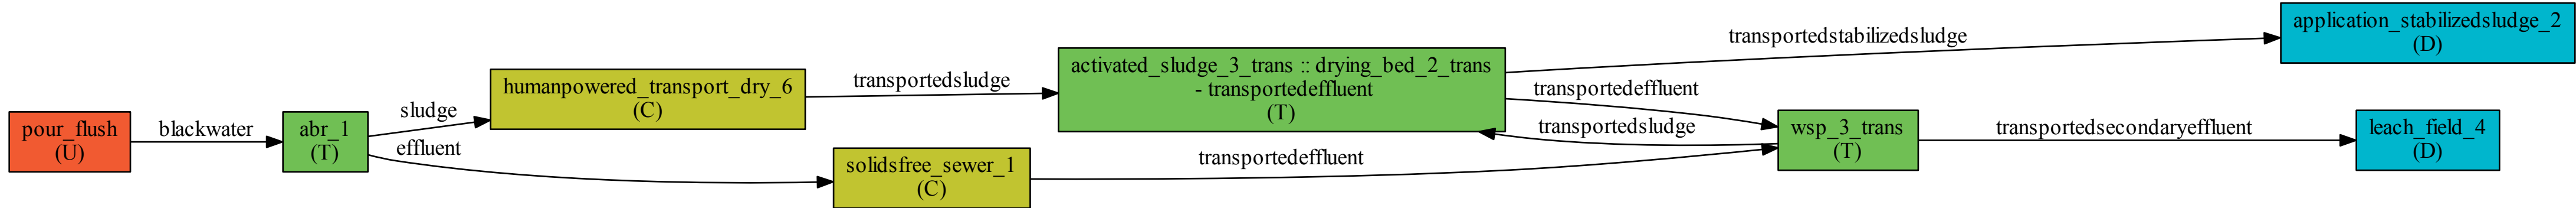 pour_flush
(U)
blackwater
abr_1
(T)
sludge
effluent
humanpowered_transport_dry_6
(C)
solidsfree_sewer_1
(C)
transportedsludge
transportedeffluent
activated_sludge_3_trans :: drying_bed_2_trans
- transportedeffluent
(T)
transportedstabilizedsludge
transportedeffluent
transportedsludge
wsp_3_trans
(T)
transportedsecondaryeffluent
application_stabilizedsludge_2
(D)
leach_field_4
(D)